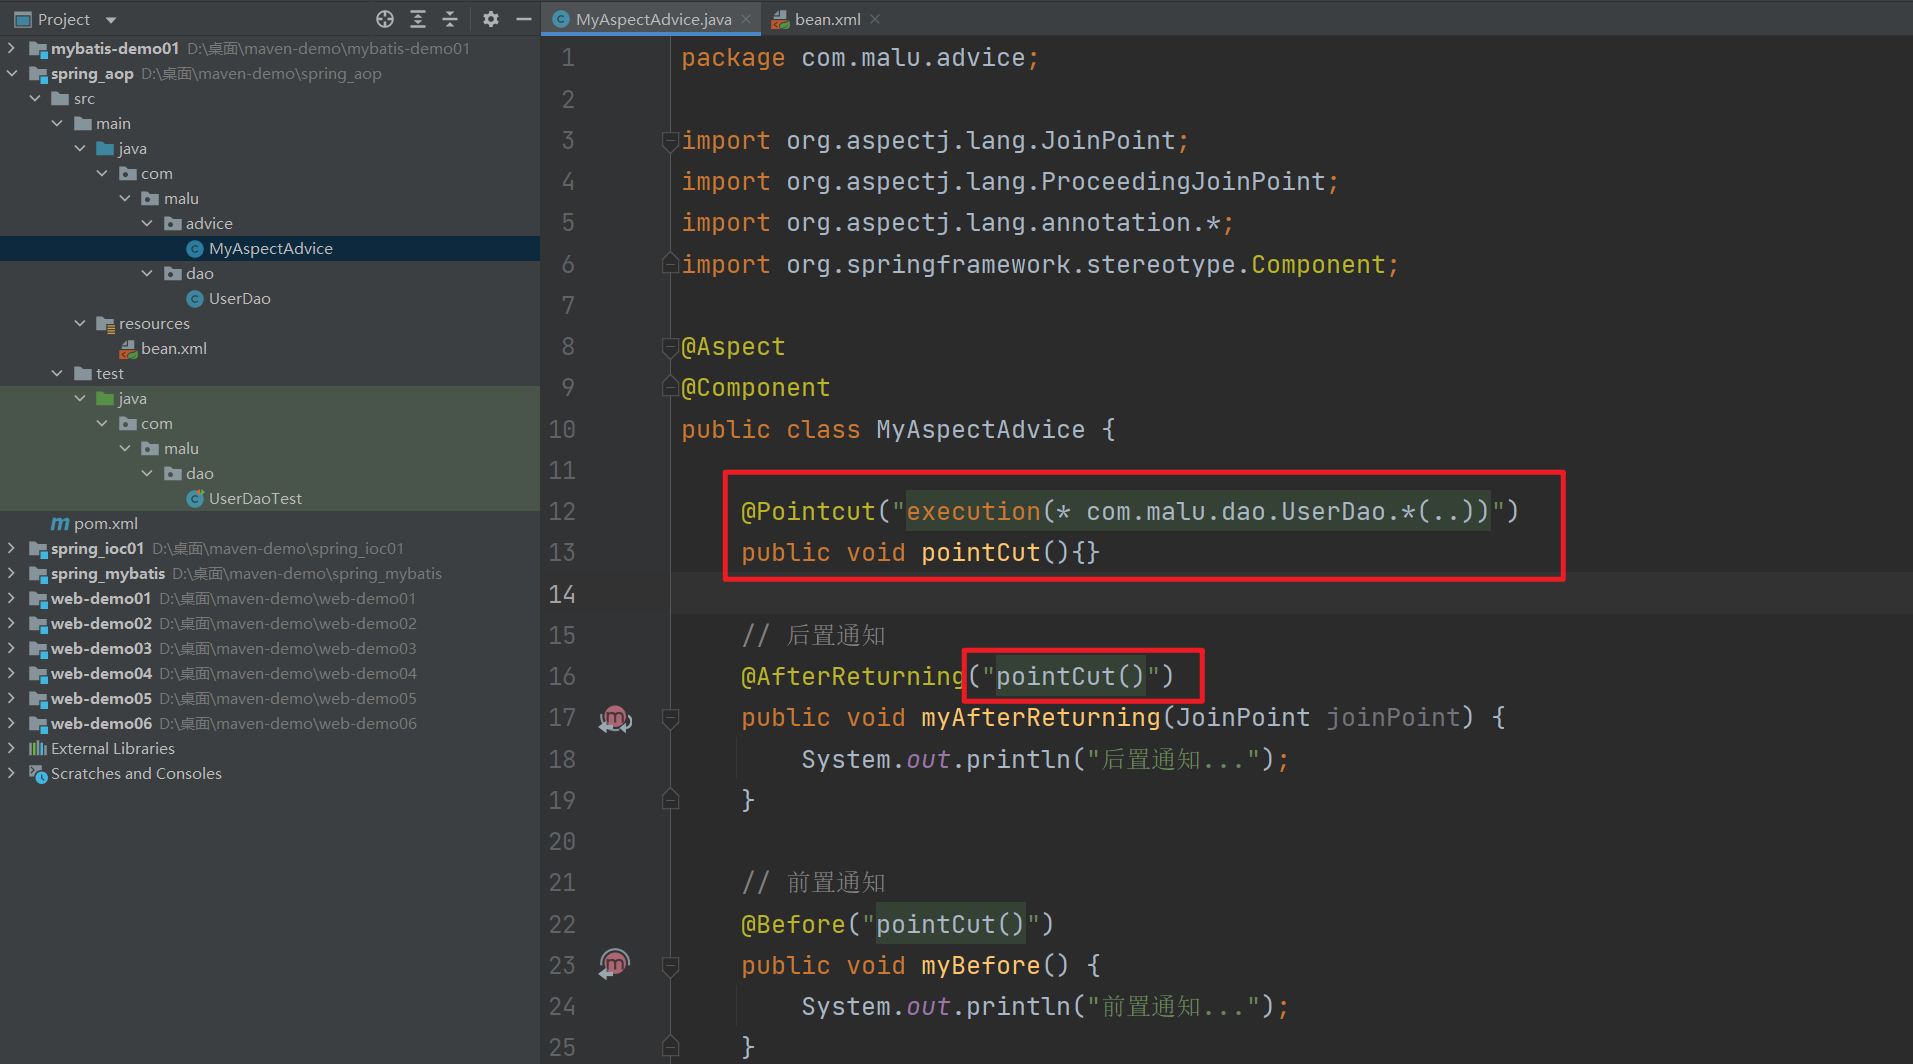 Project
mybatis-demo01 D:\桌面\maven-demo\mybatis-demo01
spring_aop D:\桌面\maven-demo\spring_aop
src
main
java
com
malu
advice
MyAspectAdvice
dao
UserDao
resources
bean.xml
test
java
com
malu
dao
UserDaoTest
pom.xml
spring_ioc01 D:\桌面\maven-demo\spring_ioc01
spring_mybatis D:\桌面\maven-demo\spring_mybatis
web-demo01 D:\桌面\maven-demo\web-demo01
web-demo02 D:\桌面\maven-demo\web-demo02
web-demo03 D:\桌面\maven-demo\web-demo03
web-demo04 D:\桌面\maven-demo\web-demo04
web-demo05 D:\桌面\maven-demo\web-demo05
web-demo06 D:\桌面\maven-demo\web-demo06
External Libraries
Scratches and Consoles
MyAspectAdvice.java bean.xml
1 package com.malu.advice;
2
3 import org.aspectj.lang.JoinPoint;
4 import org.aspectj.lang.ProceedingJoinPoint;
5 import org.aspectj.lang.annotation.*;
6 import org.springframework.stereotype.Component;
7
8 @Aspect
9 @Component
10 public class MyAspectAdvice {
11
12 @Pointcut("execution(* com.malu.dao.UserDao.*(..))")
13 public void pointCut(){}
14
15 // 后置通知
16 @AfterReturning("pointCut()")
17 public void myAfterReturning(JoinPoint joinPoint) {
18 System.out.println("后置通知...");
19 }
20
21 // 前置通知
22 @Before("pointCut()")
23 public void myBefore() {
24 System.out.println("前置通知...");
25 }